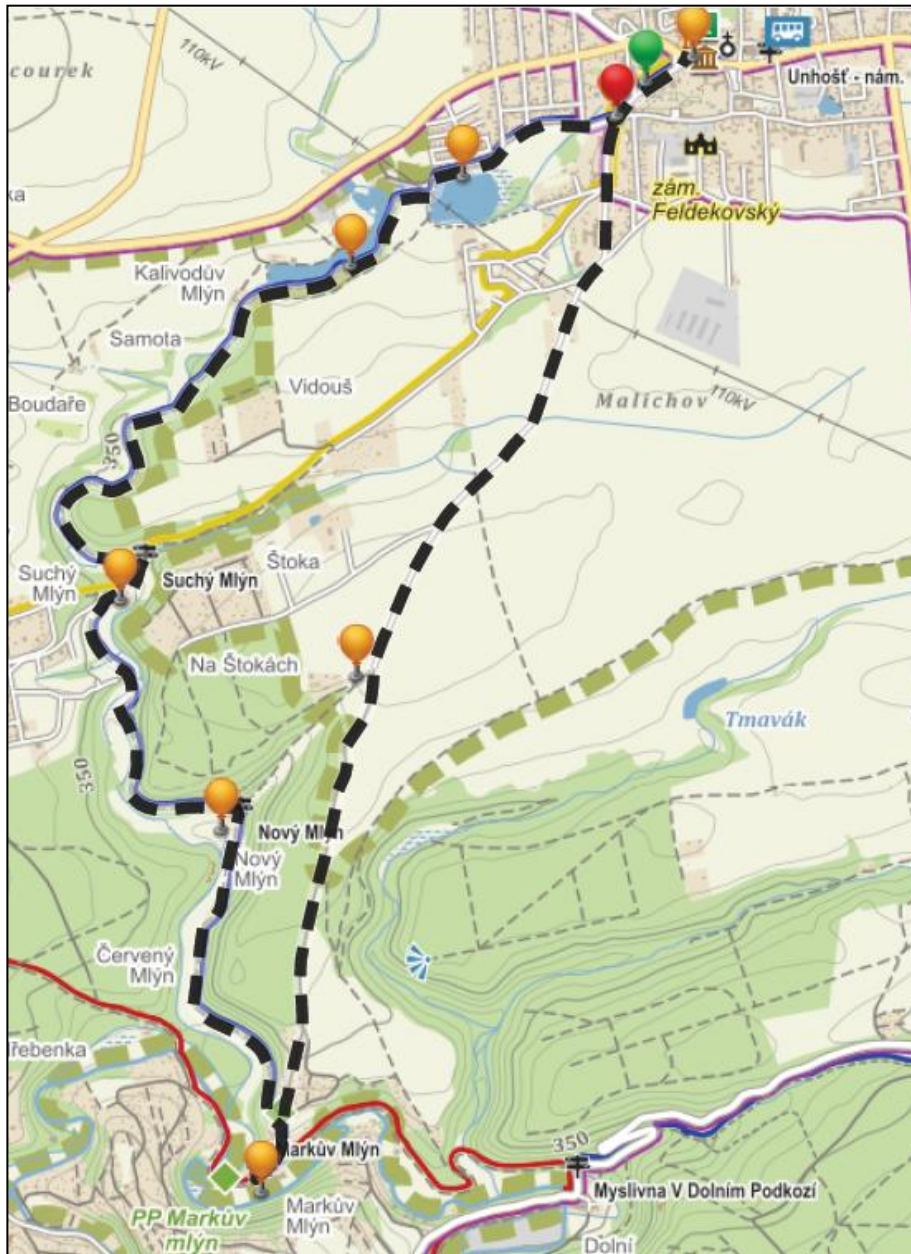 110kV
courek
Unhošť - nám.
zám.
Feldekovský
Kalivodův
Mlýn
Samota
Vidouš
Boudaře
Malichov
110kV
350
Suchý
Mlýn
Suchý Mlýn
Štoka
Na Štokách
Tmavák
350
Nový Mlýn
Nový
Mlýn
Červený
Mlýn
řebenka
350
Markův Mlýn
Myslivna V Dolním Podkozí
PP Markův
mlýn
Markův
Mlýn
Dolní